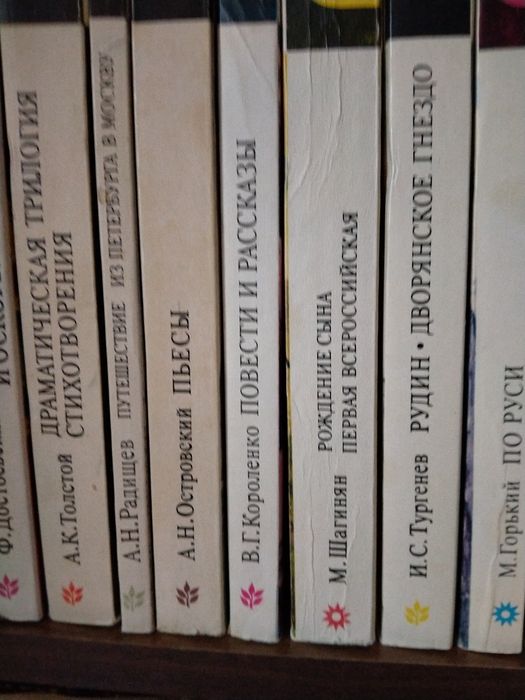 А.К.Толстой ДРАМАТИЧЕСКАЯ ТРИЛОГИЯ
СТИХОТВОРЕНИЯ
А.Н.Радищев ПУТЕШЕСТВИЕ ИЗ ПЕТЕРБУРГА В МОСКВУ
А.Н.Островский ПЬЕСЫ
В.Г.Короленко ПОВЕСТИ И РАССКАЗЫ
М.Шагинян РОЖДЕНИЕ СЫНА
ПЕРВАЯ ВСЕРОССИЙСКАЯ
И.С.Тургенев РУДИН • ДВОРЯНСКОЕ ГНЕЗДО
М.Горький ПО РУСИ